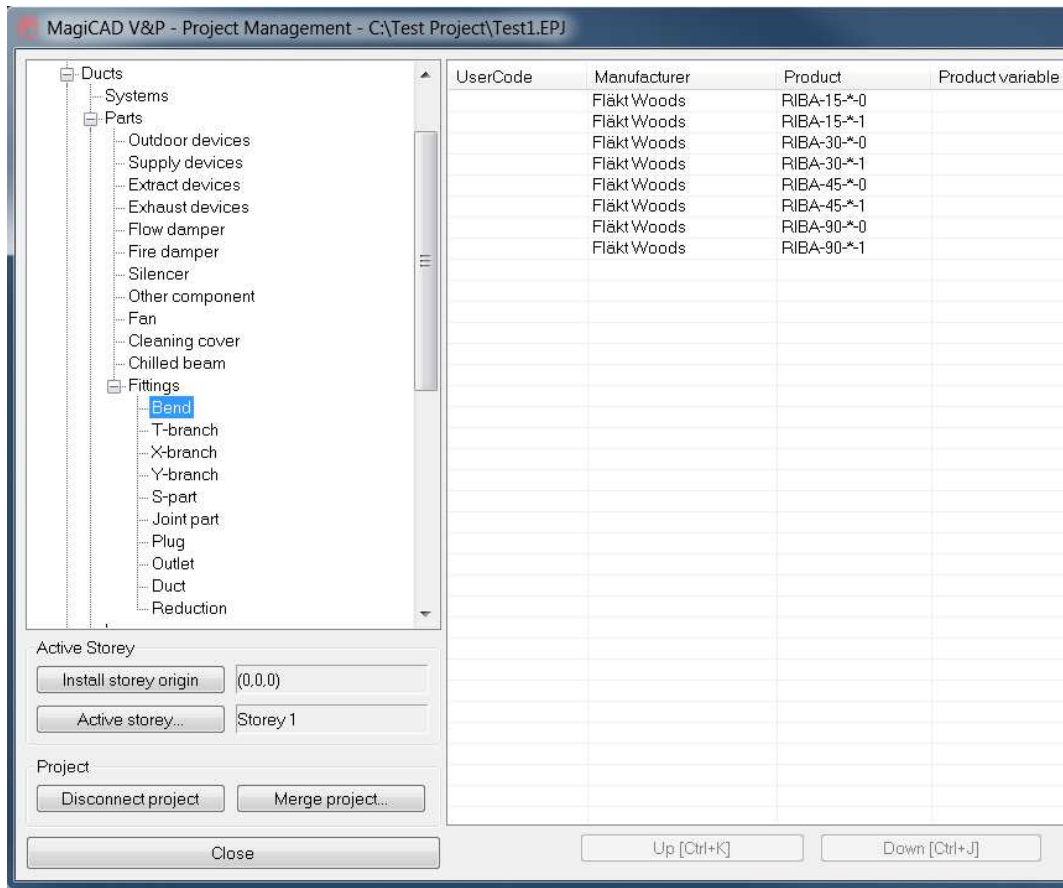 MagiCAD V&P - Project Management - C:\Test Project\Test1.EPJ
Ducts
Systems
Parts
Outdoor devices
Supply devices
Extract devices
Exhaust devices
Flow damper
Fire damper
Silencer
Other component
Fan
Cleaning cover
Chilled beam
Fittings
Bend
T-branch
X-branch
Y-branch
S-part
Joint part
Plug
Outlet
Duct
Reduction
Active Storey
Install storey origin (0,0,0)
Active storey... Storey 1
Project
Disconnect project Merge project...
Close
UserCode Manufacturer Product Product variable
Fläkt Woods RIBA-15-*-0
Fläkt Woods RIBA-15-*-1
Fläkt Woods RIBA-30-*-0
Fläkt Woods RIBA-30-*-1
Fläkt Woods RIBA-45-*-0
Fläkt Woods RIBA-45-*-1
Fläkt Woods RIBA-90-*-0
Fläkt Woods RIBA-90-*-1
Up [Ctrl+K] Down [Ctrl+J]